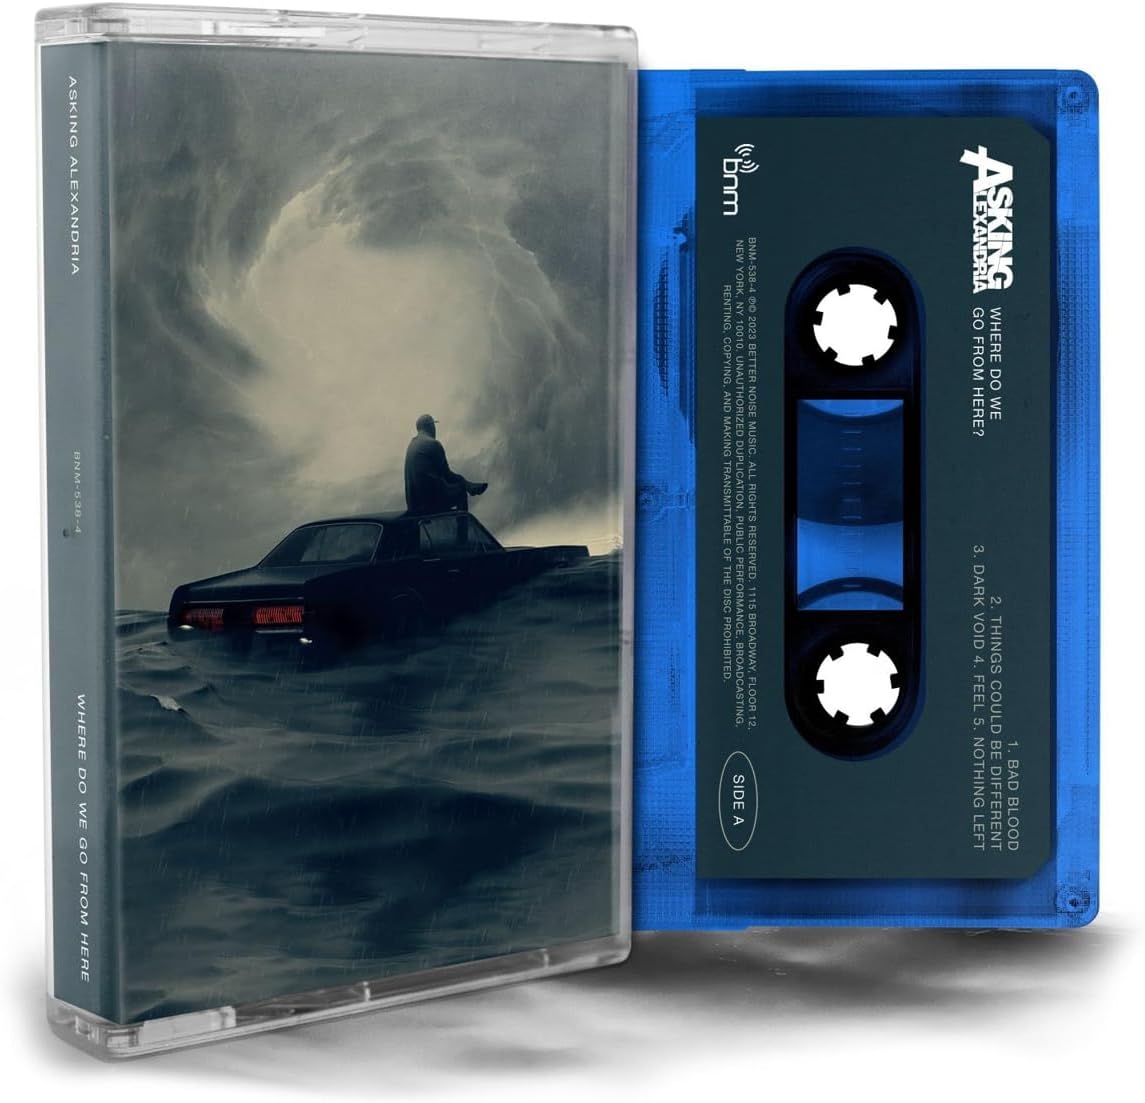 ASKING ALEXANDRIA
BNM-538-4
WHERE DO WE GO FROM HERE
ASKING
ALEXANDRIA
WHERE DO WE
GO FROM HERE?
1. BAD BLOOD
2. THINGS COULD BE DIFFERENT
3. DARK VOID 4. FEEL 5. NOTHING LEFT
bnm
BNM-538-4 ℗© 2023 BETTER NOISE MUSIC. ALL RIGHTS RESERVED. 1115 BROADWAY, FLOOR 12,
NEW YORK, NY 10010. UNAUTHORIZED DUPLICATION, PUBLIC PERFORMANCE, BROADCASTING,
RENTING, COPYING, AND MAKING TRANSMITTABLE OF THE DISC PROHIBITED.
SIDE A